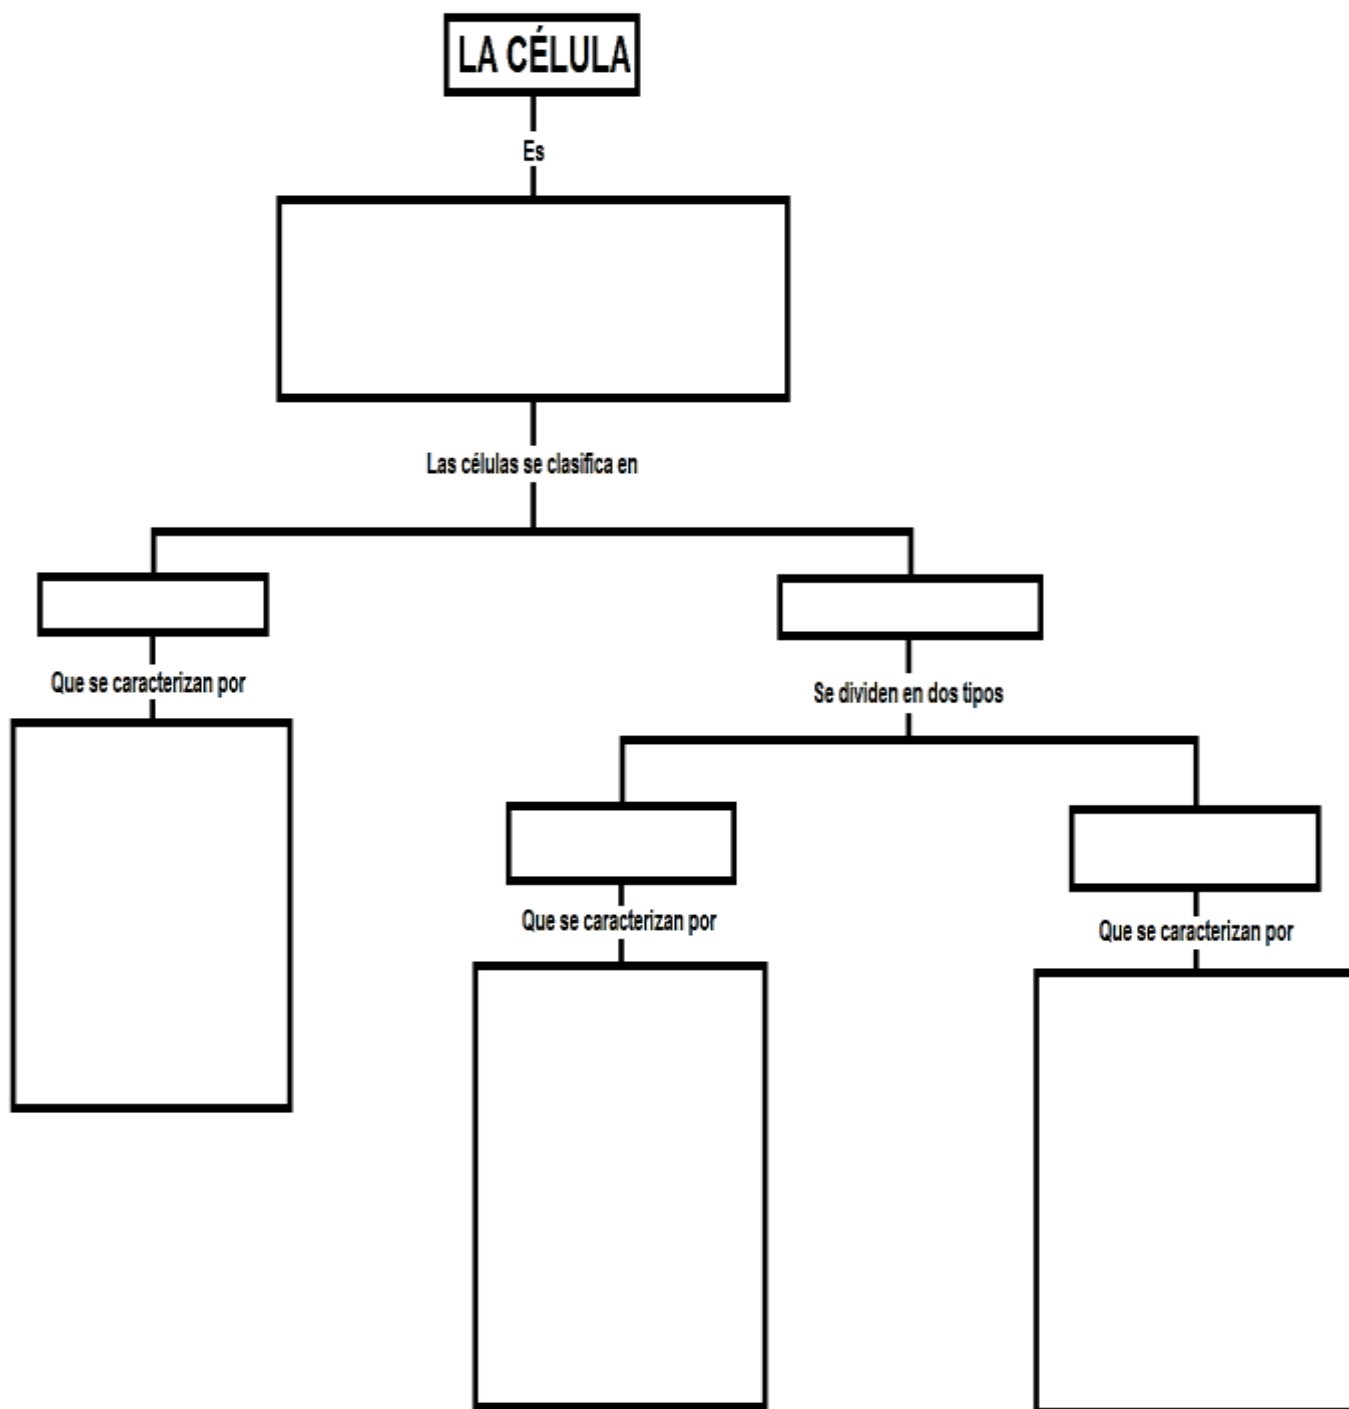 LA CÉLULA
Es
Las células se clasifica en
Que se caracterizan por
Se dividen en dos tipos
Que se caracterizan por
Que se caracterizan por